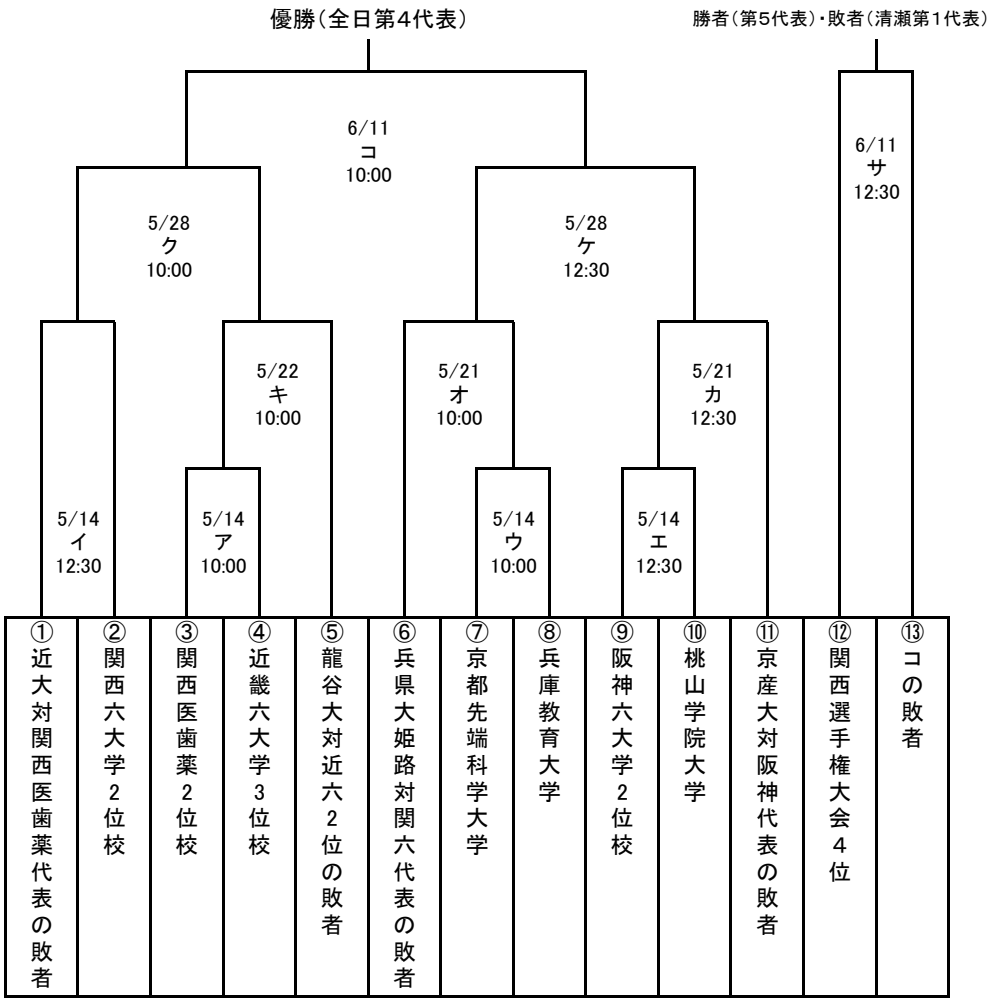 優勝(全日第4代表)
勝者(第5代表)・敗者(清瀬第1代表)
6/11
コ
10:00
6/11
サ
12:30
5/28
ク
10:00
5/28
ケ
12:30
5/22
キ
10:00
5/21
オ
10:00
5/21
カ
12:30
5/14
イ
12:30
5/14
ア
10:00
5/14
ウ
10:00
5/14
エ
12:30
①近大対関西医歯薬代表の敗者
②関西六大学2位校
③関西医歯薬2位校
④近畿六大学3位校
⑤龍谷大対近六2位の敗者
⑥兵県大姫路対関六代表の敗者
⑦京都先端科学大学
⑧兵庫教育大学
⑨阪神六大学2位校
⑩桃山学院大学
⑪京産大対阪神代表の敗者
⑫関西選手権大会4位
⑬コの敗者